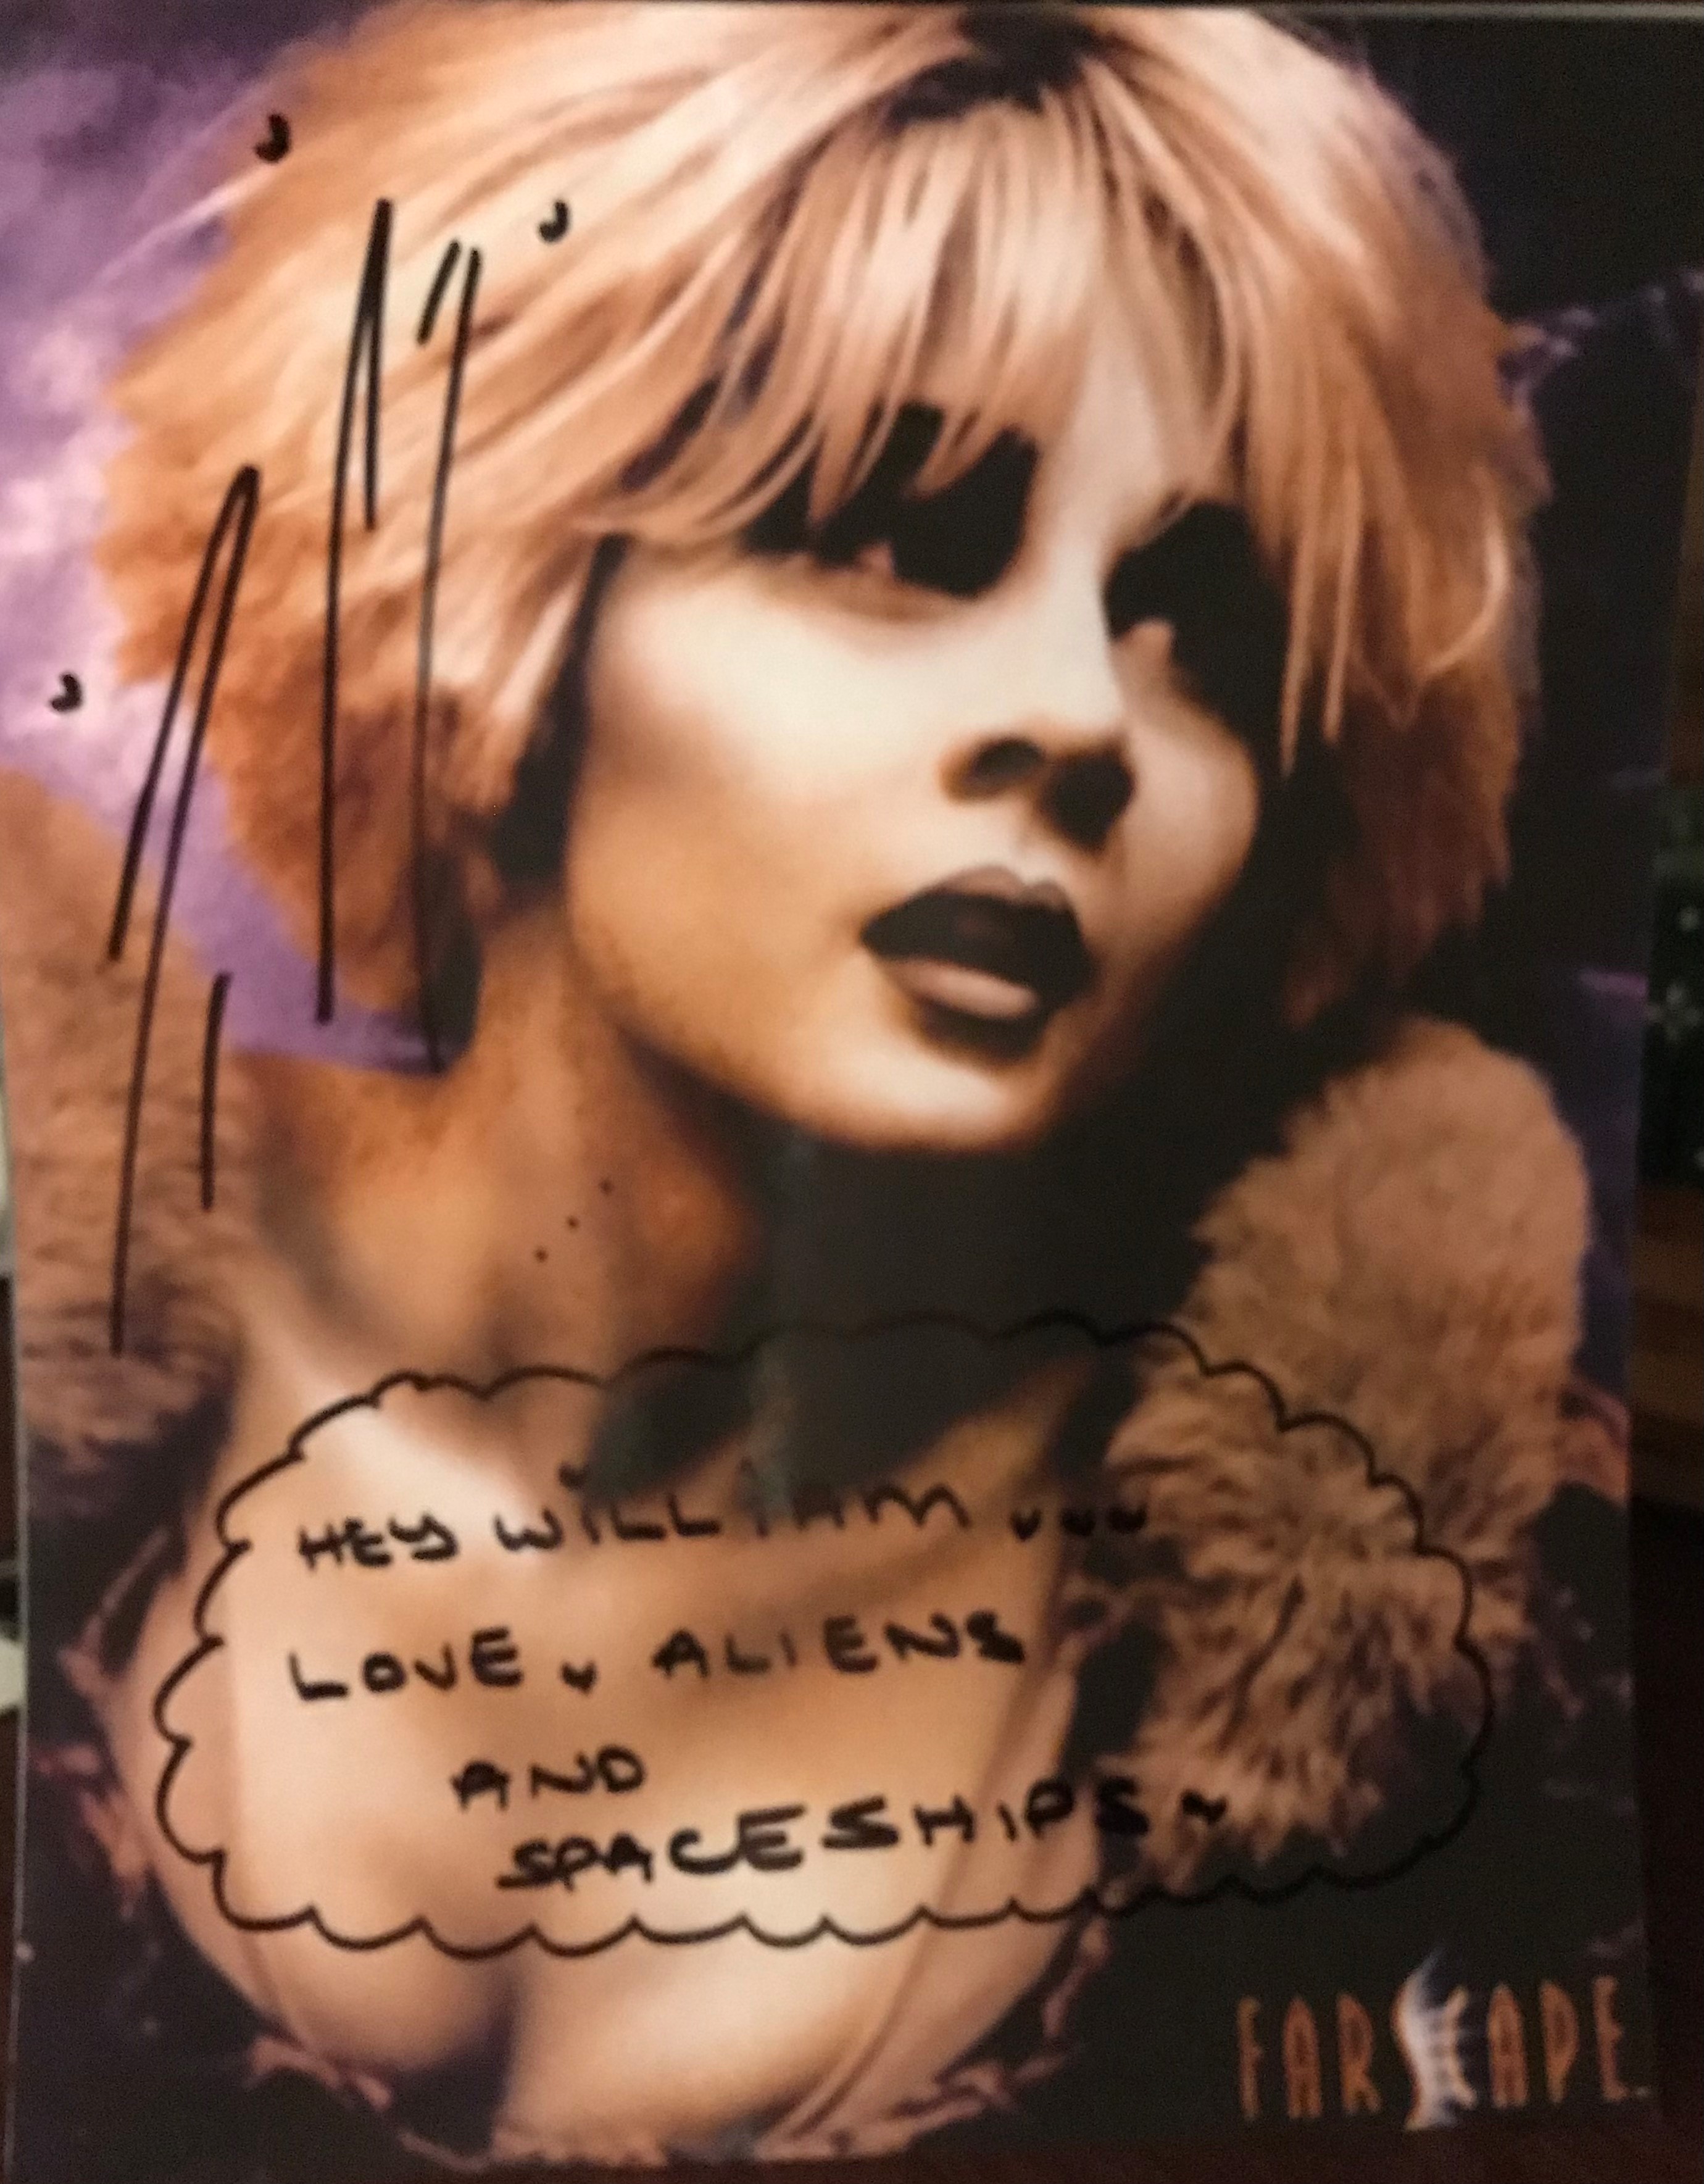 HEY WILLIAM ...
LOVE, ALIENS
AND
SPACESHIPS~
FARSCAPE.